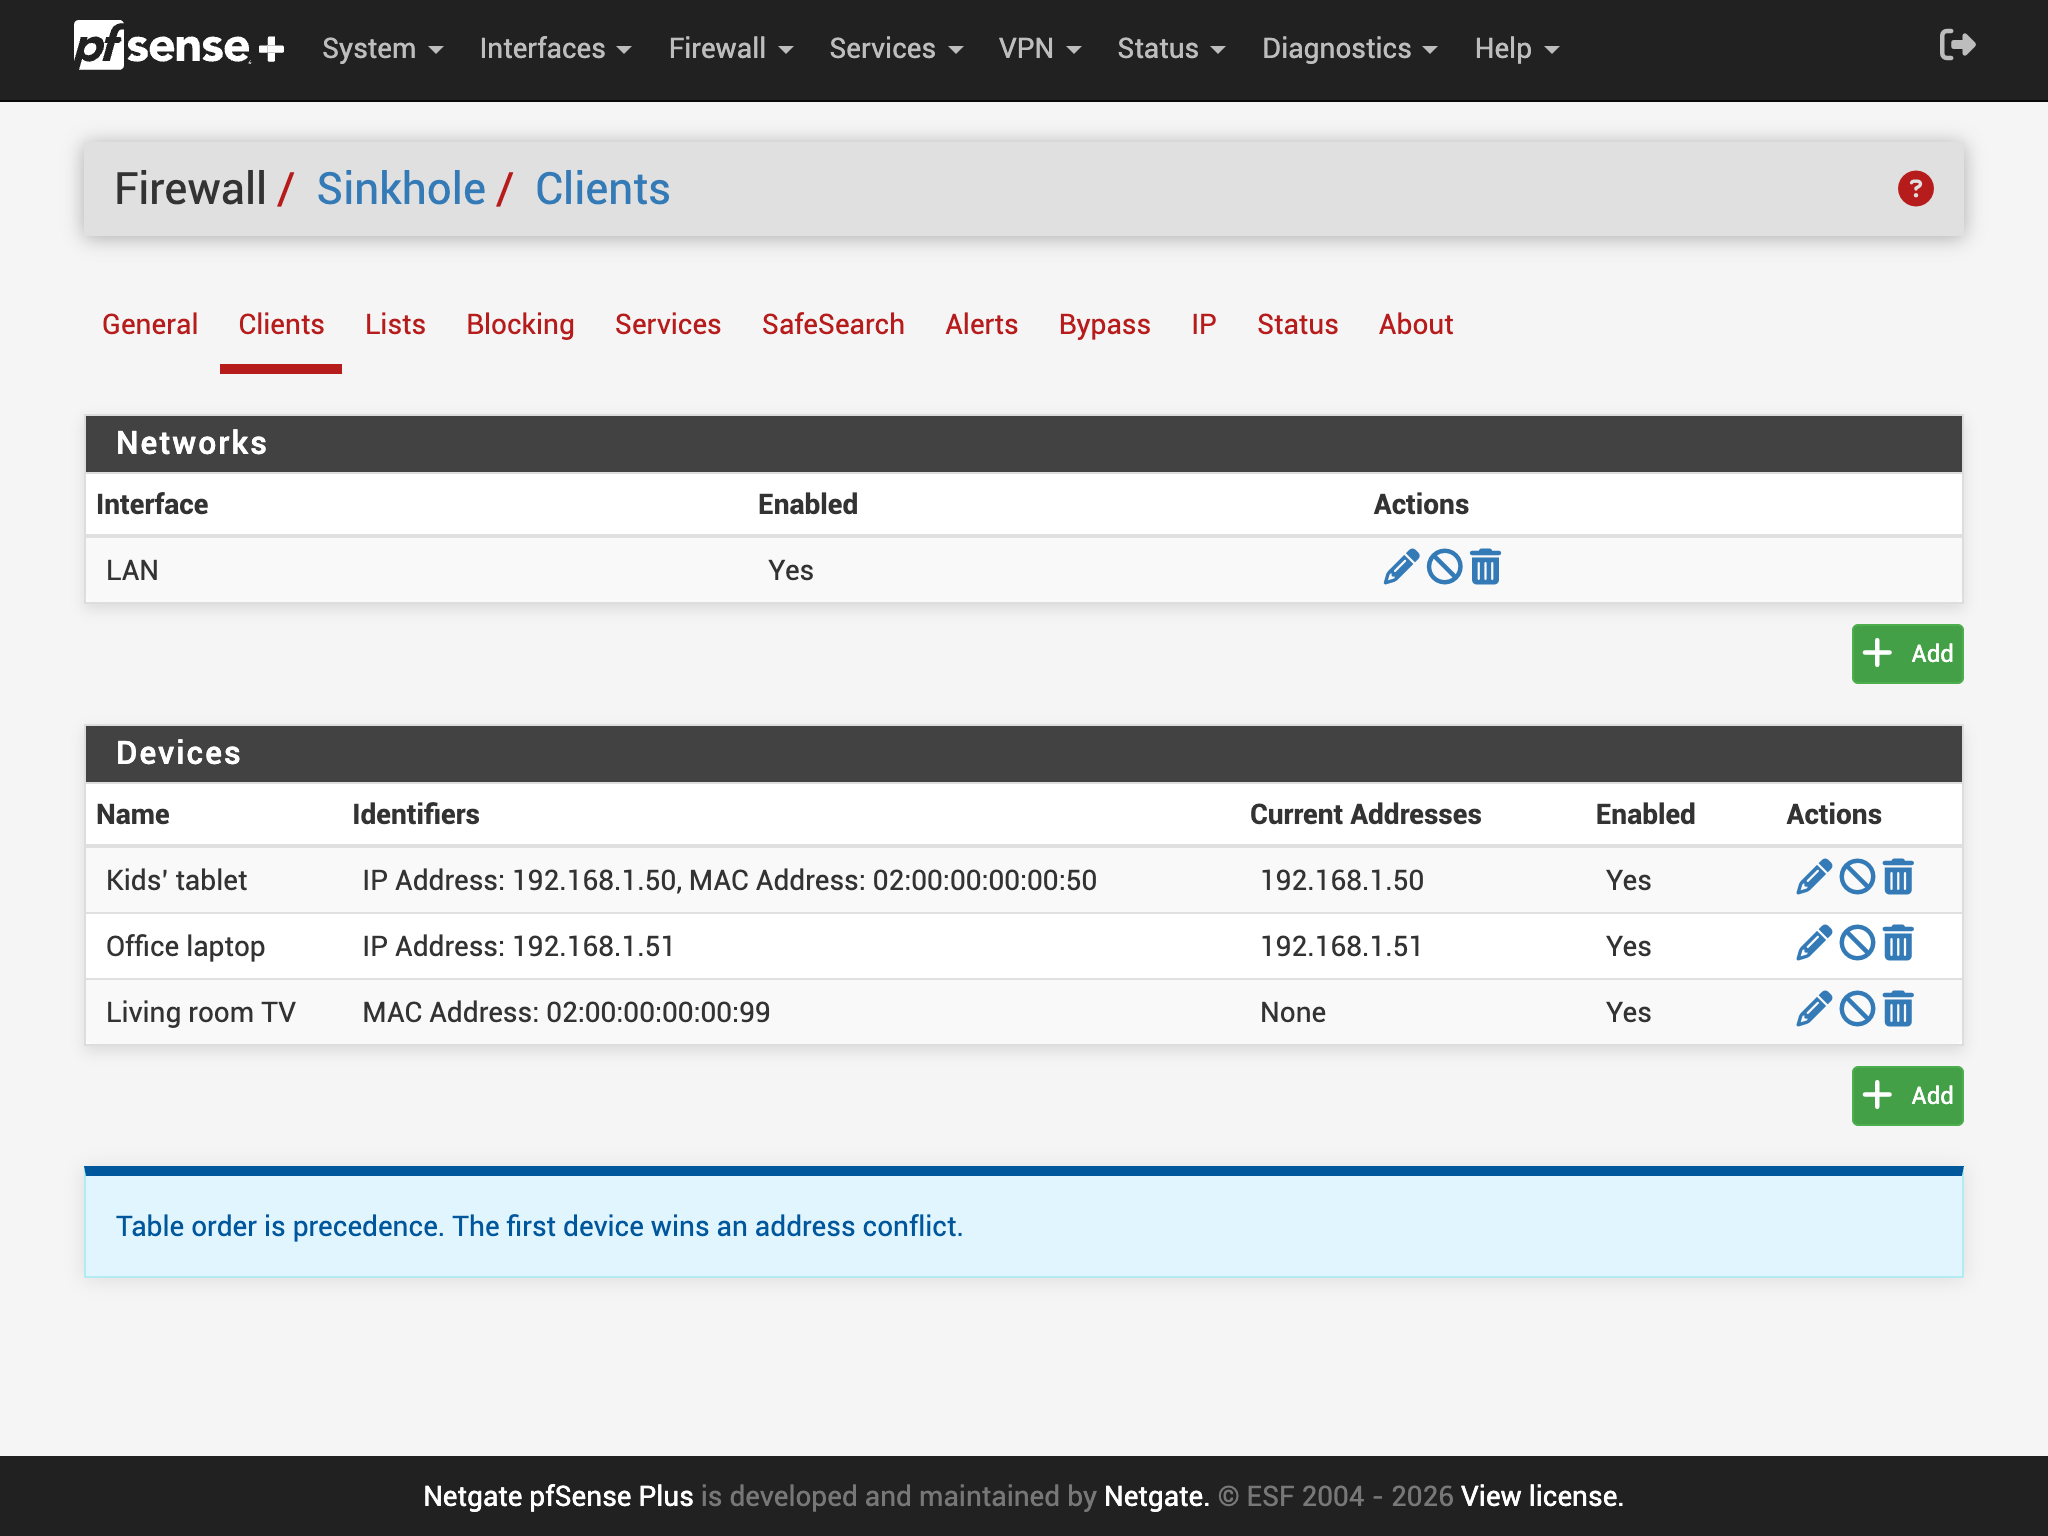 pfsense+ System Interfaces Firewall Services VPN Status Diagnostics Help
Firewall / Sinkhole / Clients ?
General Clients Lists Blocking Services SafeSearch Alerts Bypass IP Status About
Networks
Interface Enabled Actions
LAN Yes
+ Add
Devices
Name Identifiers Current Addresses Enabled Actions
Kids' tablet IP Address: 192.168.1.50, MAC Address: 02:00:00:00:00:50 192.168.1.50 Yes
Office laptop IP Address: 192.168.1.51 192.168.1.51 Yes
Living room TV MAC Address: 02:00:00:00:00:99 None Yes
+ Add
Table order is precedence. The first device wins an address conflict.
Netgate pfSense Plus is developed and maintained by Netgate. © ESF 2004 - 2026 View license.